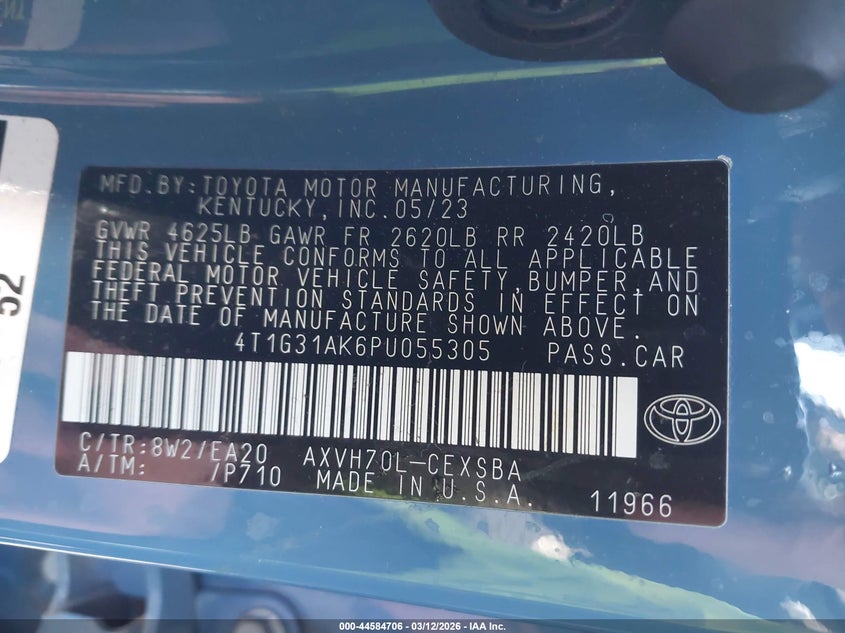 MFD.BY:TOYOTA MOTOR MANUFACTURING,
KENTUCKY,INC.05/23
GVWR 4625LB GAWR FR 2620LB RR 2420LB
THIS VEHICLE CONFORMS TO ALL APPLICABLE
FEDERAL MOTOR VEHICLE SAFETY,BUMPER,AND
THEFT PREVENTION STANDARDS IN EFFECT ON
THE DATE OF MANUFACTURE SHOWN ABOVE.
4T1G31AK6PU055305 PASS.CAR
C/TR:8W2/EA20 AXVH70L-CEXSBA
A/TM: /P710 MADE IN U.S.A.
11966
52
000-44584706 - 03/12/2026 - IAA Inc.